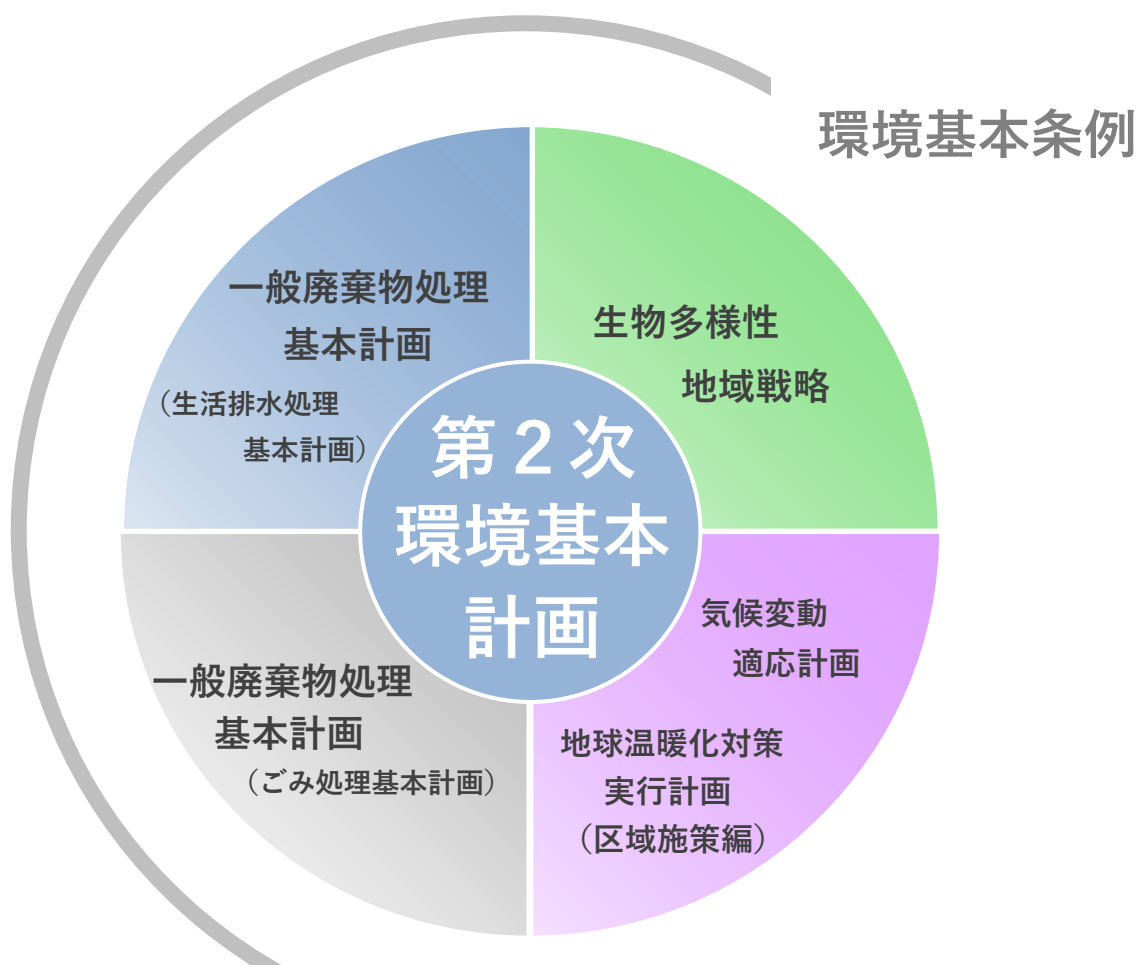 環境基本条例
一般廃棄物処理
基本計画
（生活排水処理
基本計画）
生物多様性
地域戦略
第２次
環境基本
計画
気候変動
適応計画
地球温暖化対策
実行計画
（区域施策編）
一般廃棄物処理
基本計画
（ごみ処理基本計画）